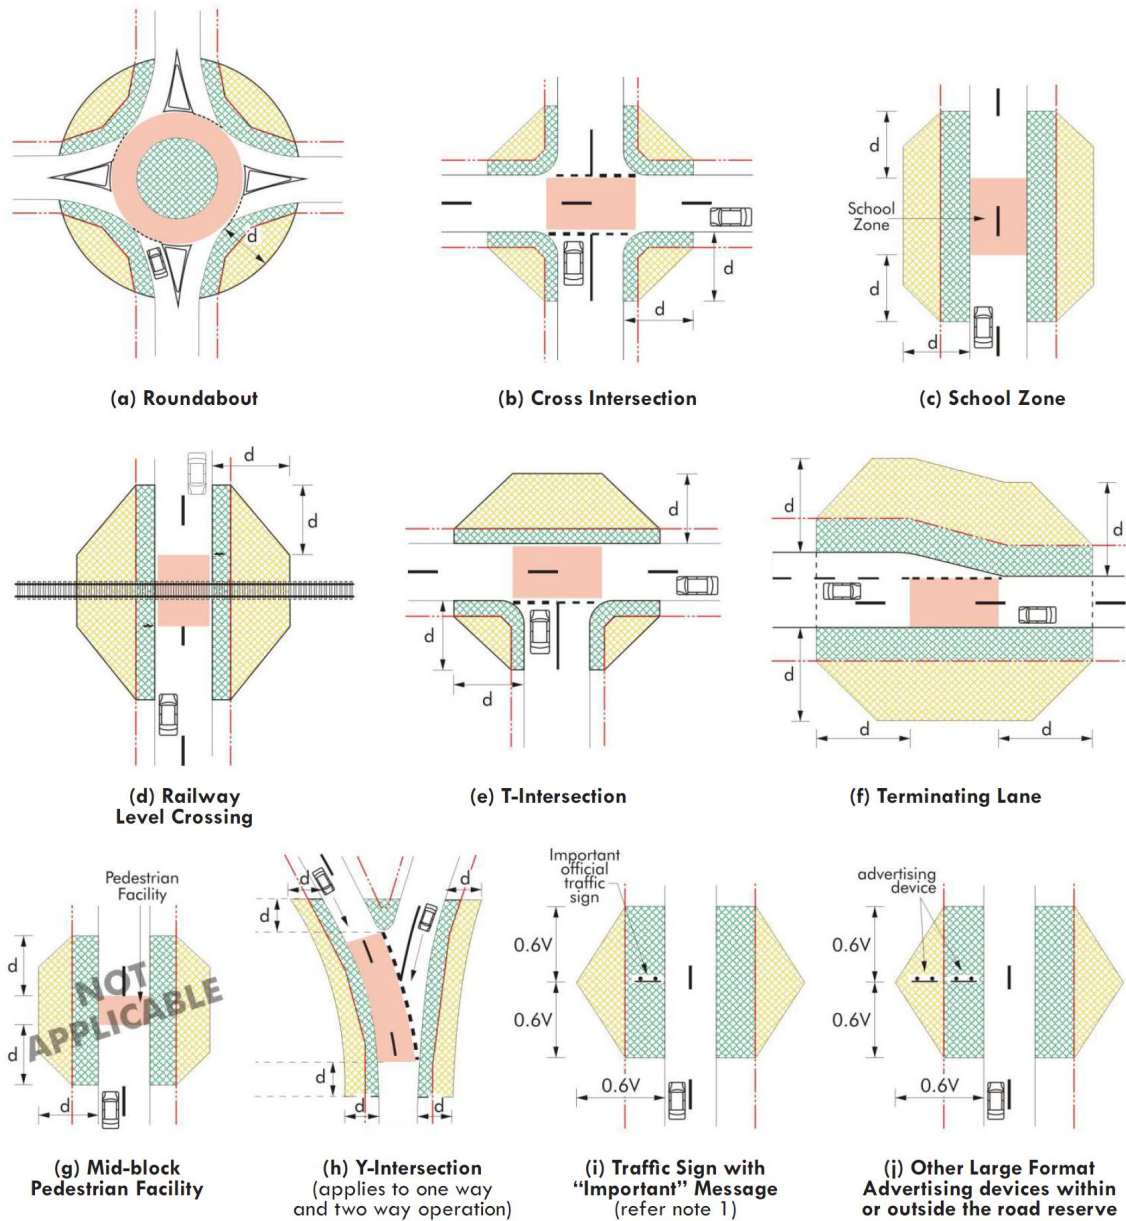 d
(a) Roundabout
d
d
(b) Cross Intersection
d
School
Zone
d
d
(c) School Zone
d
d
(d) Railway
Level Crossing
d
d
d
(e) T-Intersection
d
d
d
d
d
(f) Terminating Lane
Pedestrian
Facility
d
d
d
NOT
APPLICABLE
(g) Mid-block
Pedestrian Facility
d
d
d
d
d
d
(h) Y-Intersection
(applies to one way
and two way operation)
Important
official
traffic
sign
0.6V
0.6V
0.6V
(i) Traffic Sign with
“Important” Message
(refer note 1)
advertising
device
0.6V
0.6V
0.6V
(j) Other Large Format
Advertising devices within
or outside the road reserve